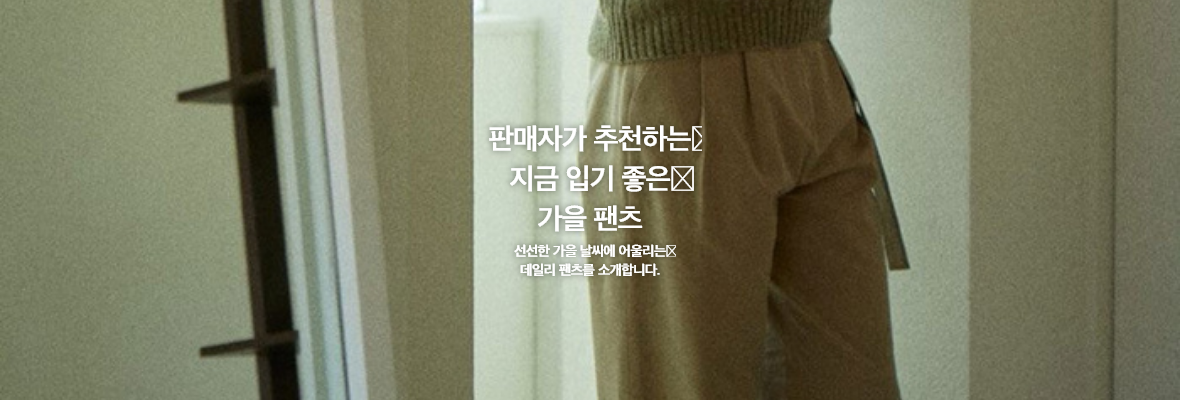 판매자가 추천하는
지금 입기 좋은
가을 팬츠
선선한 가을 날씨에 어울리는
데일리 팬츠를 소개합니다.